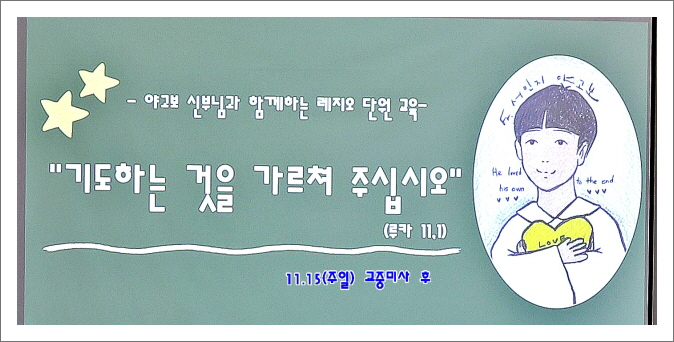 - 야고보 신부님과 함께하는 레지오 단원 교육-
"기도하는 것을 가르쳐 주십시오"
(루카 11,1)
11.15(주일) 교중미사 후
서인지 야고보
He loved
his own
to the end
LOVE